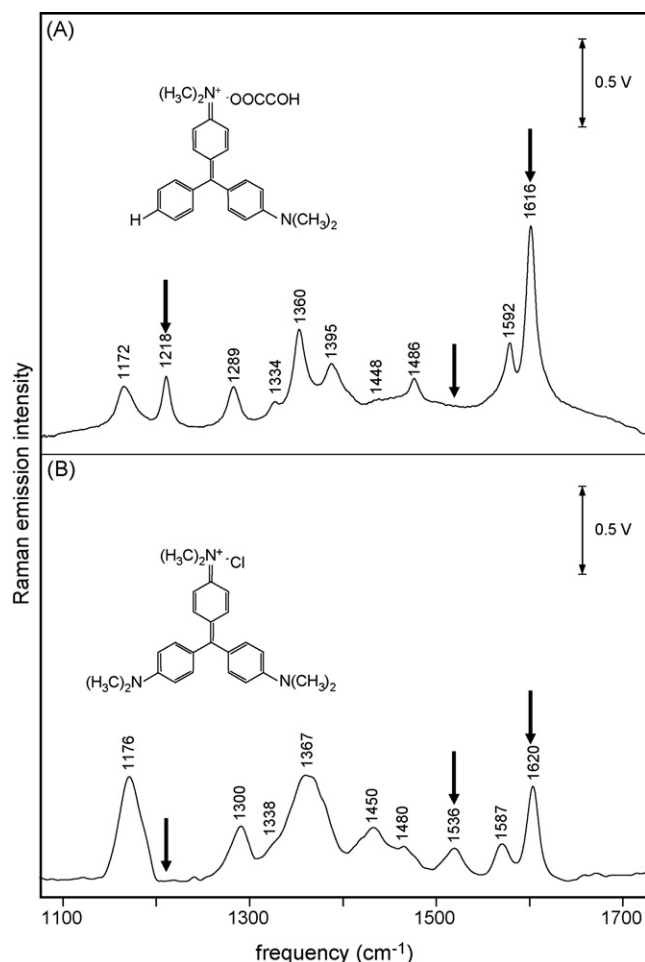 (A)
(H₃C)₂N⁺ ⁻OOCCOH
0.5 V
H
N(CH₃)₂
1172
1218
1289
1334
1360
1395
1448
1486
1592
1616
Raman emission intensity
(B)
(H₃C)₂N⁺ ⁻Cl
0.5 V
(H₃C)₂N
N(CH₃)₂
1176
1300
1338
1367
1450
1480
1536
1587
1620
1100 1300 1500 1700
frequency (cm⁻¹)